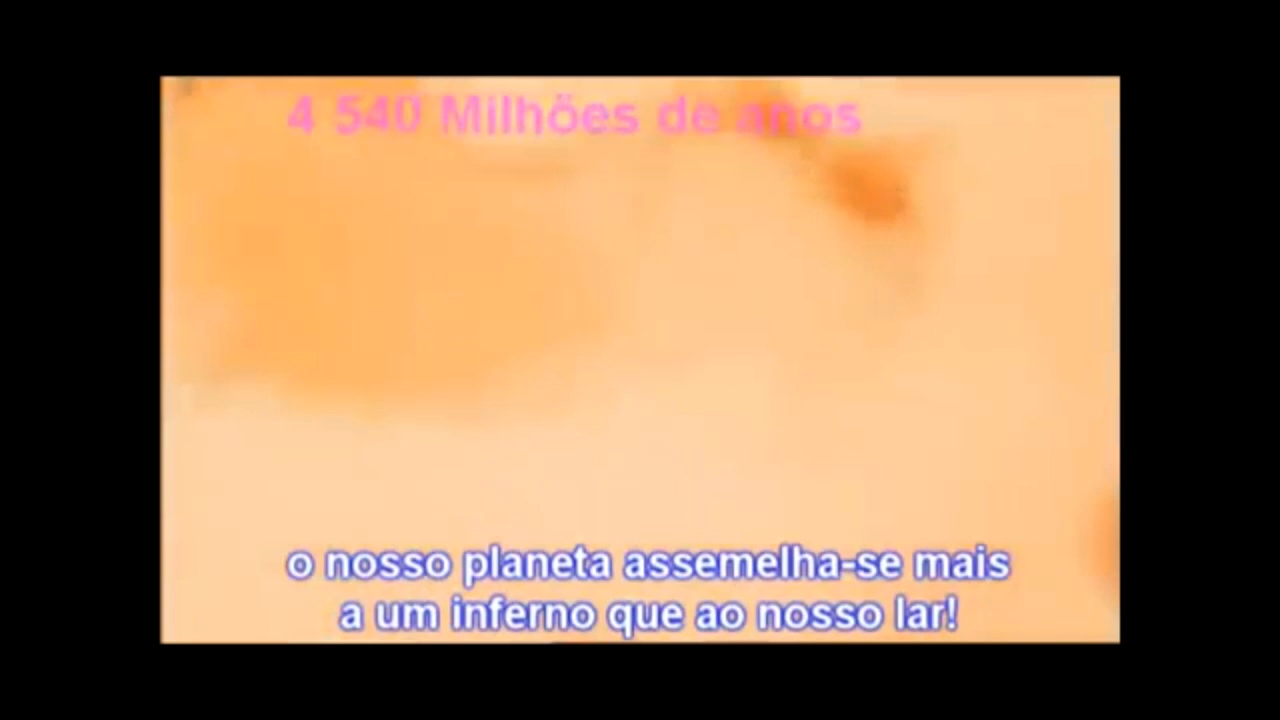 4 540 Milhões de anos
o nosso planeta assemelha-se mais
a um inferno que ao nosso lar!